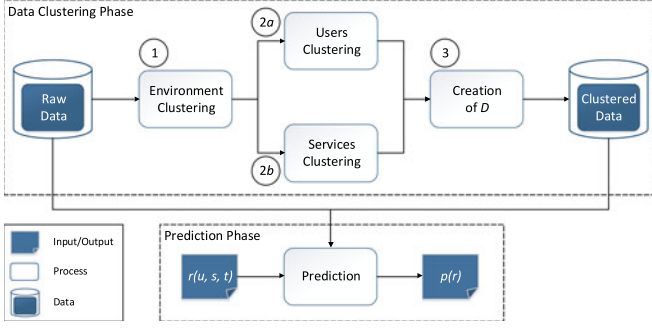 Data Clustering Phase
1
2a
2b
3
Raw
Data
Environment
Clustering
Users
Clustering
Services
Clustering
Creation
of D
Clustered
Data
Input/Output
Process
Data
Prediction Phase
r(u, s, t)
Prediction
p(r)